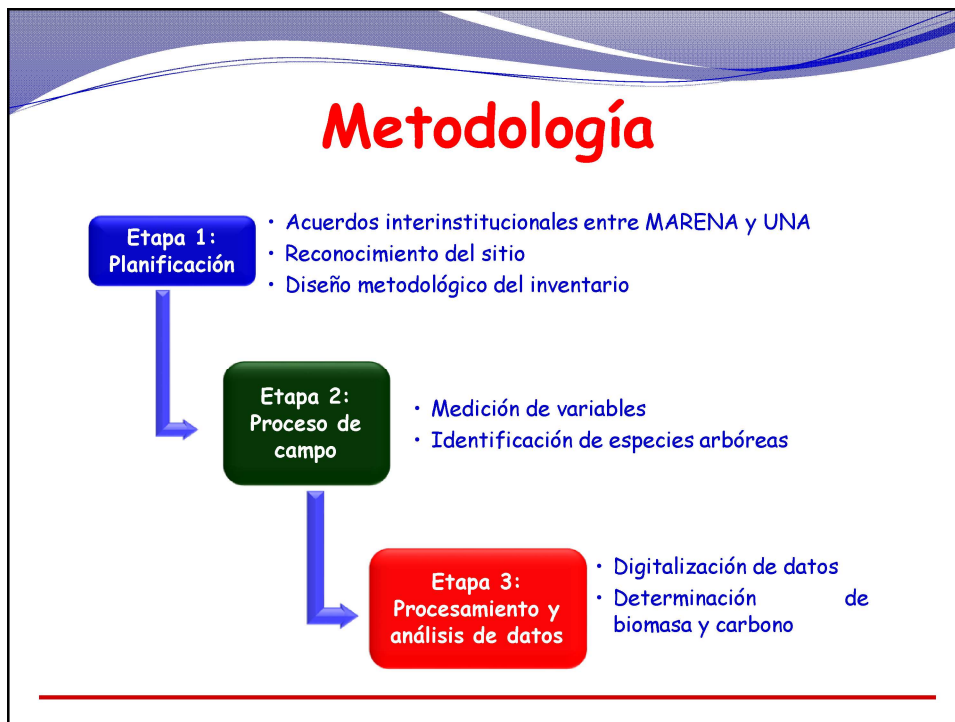 Metodología
Etapa 1:
Planificación
• Acuerdos interinstitucionales entre MARENA y UNA
• Reconocimiento del sitio
• Diseño metodológico del inventario
Etapa 2:
Proceso de
campo
• Medición de variables
• Identificación de especies arbóreas
Etapa 3:
Procesamiento y
análisis de datos
• Digitalización de datos
• Determinación de
biomasa y carbono